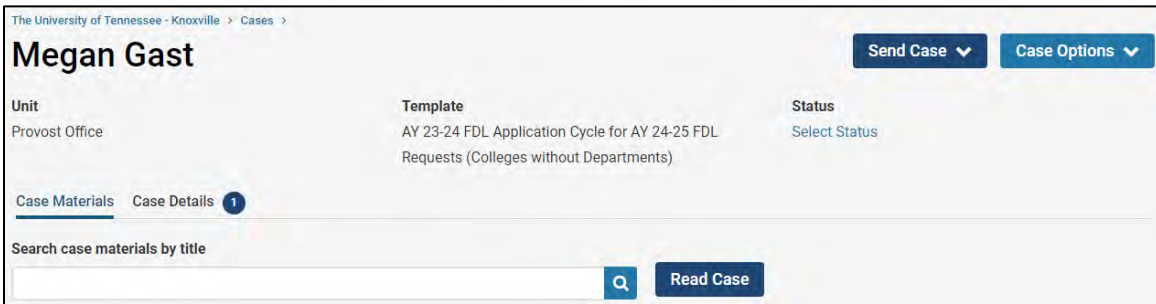 The University of Tennessee - Knoxville > Cases >
Megan Gast
Send Case
Case Options
Unit
Template
Status
Provost Office
AY 23-24 FDL Application Cycle for AY 24-25 FDL
Select Status
Requests (Colleges without Departments)
Case Materials
Case Details 1
Search case materials by title
Read Case